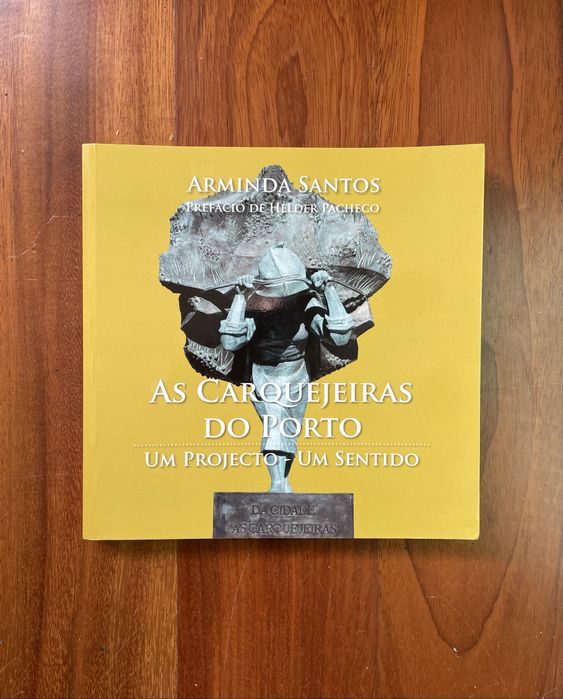 Arminda Santos
Prefácio de Helder Pacheco
As Carquejeiras
do Porto
Um Projecto - Um Sentido
DA CIDADE
ÀS CARQUEJEIRAS